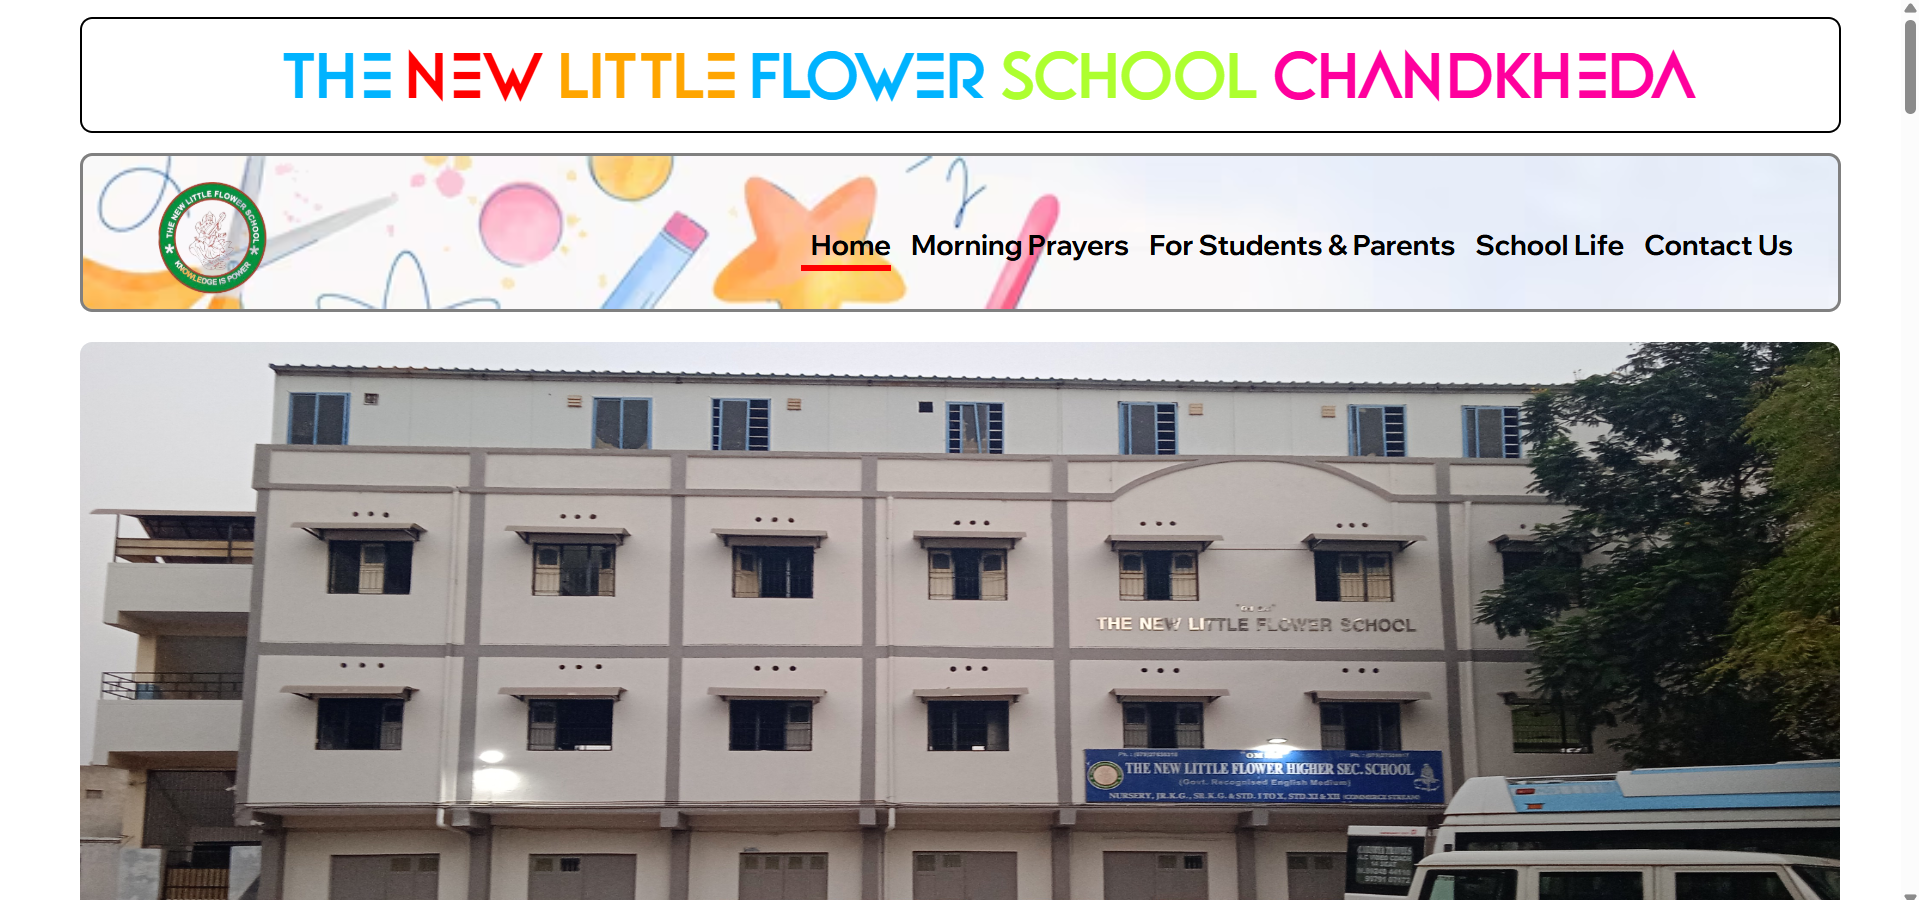 THE NEW LITTLE FLOWER SCHOOL CHANDKHEDA
THE NEW LITTLE FLOWER SCHOOL
KNOWLEDGE IS POWER
Home Morning Prayers For Students & Parents School Life Contact Us
THE NEW LITTLE FLOWER SCHOOL
THE NEW LITTLE FLOWER HIGHER SEC. SCHOOL
(Govt. Recognised English Medium)
NURSERY, JR.K.G., SR.K.G. & STD. I TO X, STD. XI & XII (COMMERCE STREAM)